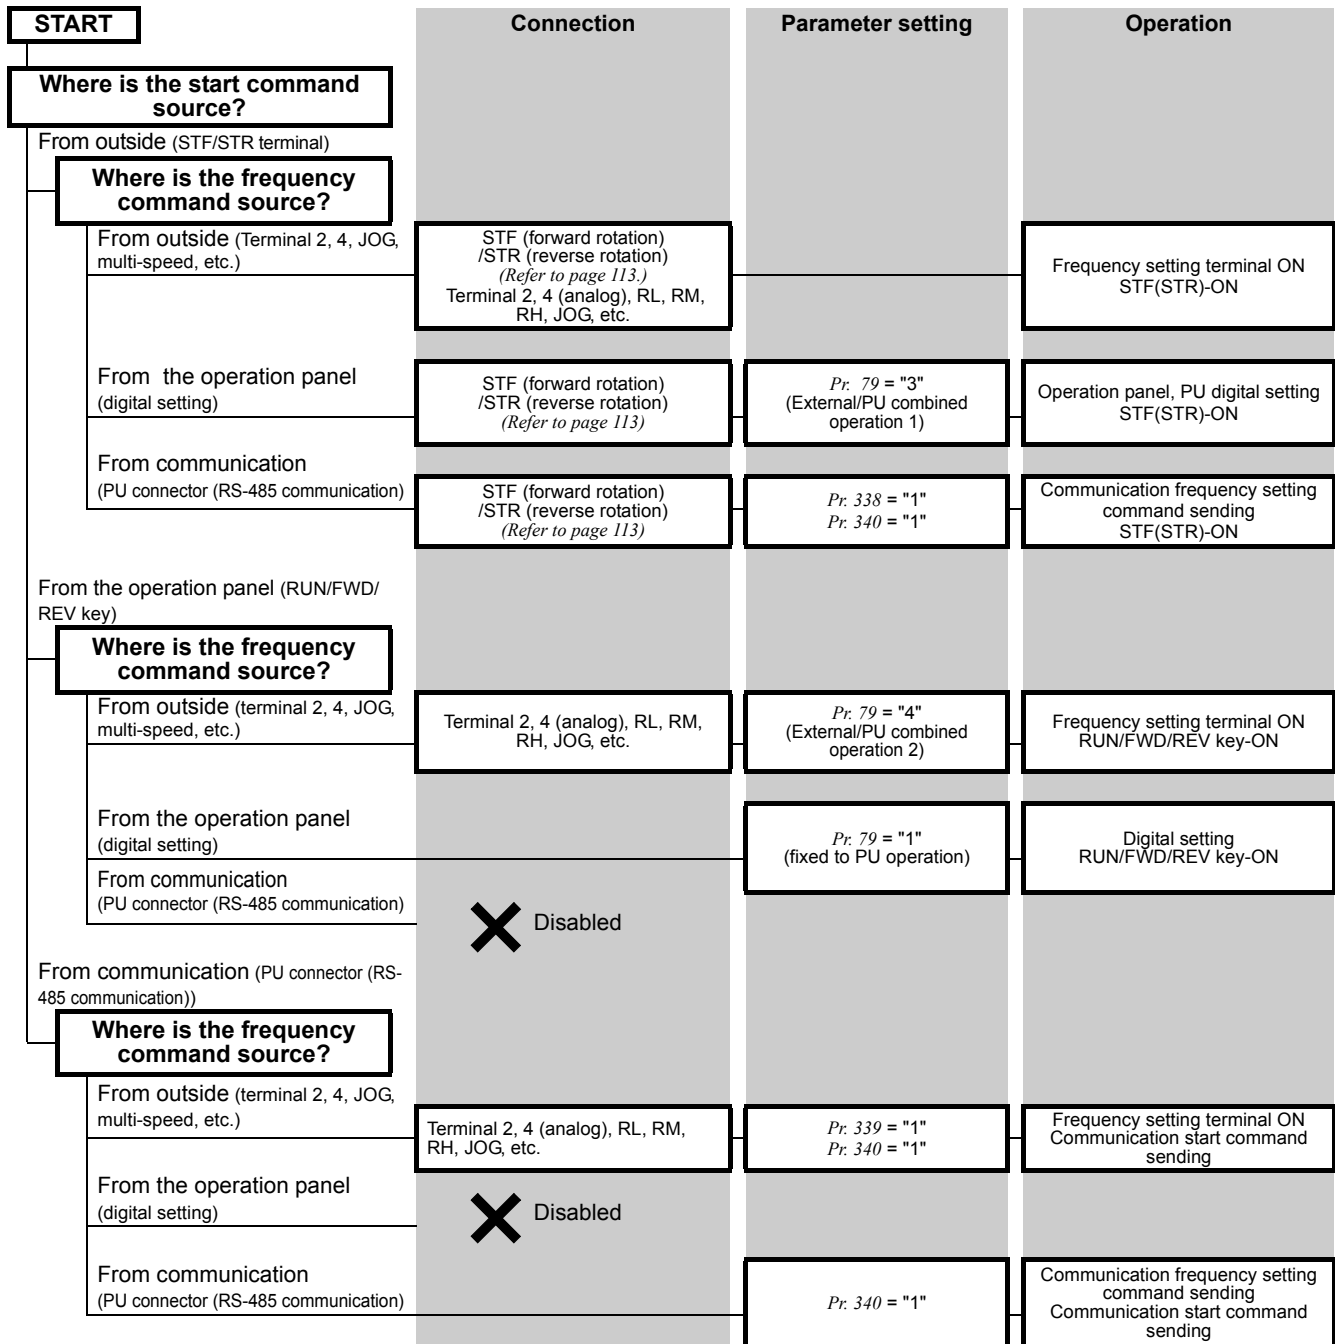 START
Connection
Parameter setting
Operation
Where is the start command
source?
From outside (STF/STR terminal)
Where is the frequency
command source?
From outside (Terminal 2, 4, JOG,
multi-speed, etc.)
STF (forward rotation)
/STR (reverse rotation)
(Refer to page 113.)
Terminal 2, 4 (analog), RL, RM,
RH, JOG, etc.
Frequency setting terminal ON
STF(STR)-ON
From the operation panel
(digital setting)
STF (forward rotation)
/STR (reverse rotation)
(Refer to page 113)
Pr. 79 = "3"
(External/PU combined
operation 1)
Operation panel, PU digital setting
STF(STR)-ON
From communication
(PU connector (RS-485 communication)
STF (forward rotation)
/STR (reverse rotation)
(Refer to page 113)
Pr. 338 = "1"
Pr. 340 = "1"
Communication frequency setting
command sending
STF(STR)-ON
From the operation panel (RUN/FWD/
REV key)
Where is the frequency
command source?
From outside (terminal 2, 4, JOG,
multi-speed, etc.)
Terminal 2, 4 (analog), RL, RM,
RH, JOG, etc.
Pr. 79 = "4"
(External/PU combined
operation 2)
Frequency setting terminal ON
RUN/FWD/REV key-ON
From the operation panel
(digital setting)
Pr. 79 = "1"
(fixed to PU operation)
Digital setting
RUN/FWD/REV key-ON
From communication
(PU connector (RS-485 communication)
Disabled
From communication (PU connector (RS-
485 communication))
Where is the frequency
command source?
From outside (terminal 2, 4, JOG,
multi-speed, etc.)
Terminal 2, 4 (analog), RL, RM,
RH, JOG, etc.
Pr. 339 = "1"
Pr. 340 = "1"
Frequency setting terminal ON
Communication start command
sending
From the operation panel
(digital setting)
Disabled
From communication
(PU connector (RS-485 communication)
Pr. 340 = "1"
Communication frequency setting
command sending
Communication start command
sending